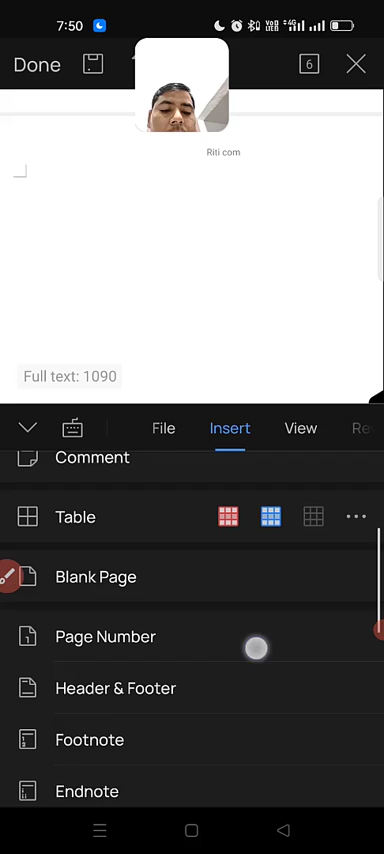 7:50
Done
6
Riti com
Full text: 1090
File Insert View Re
Comment
Table
Blank Page
Page Number
Header & Footer
Footnote
Endnote